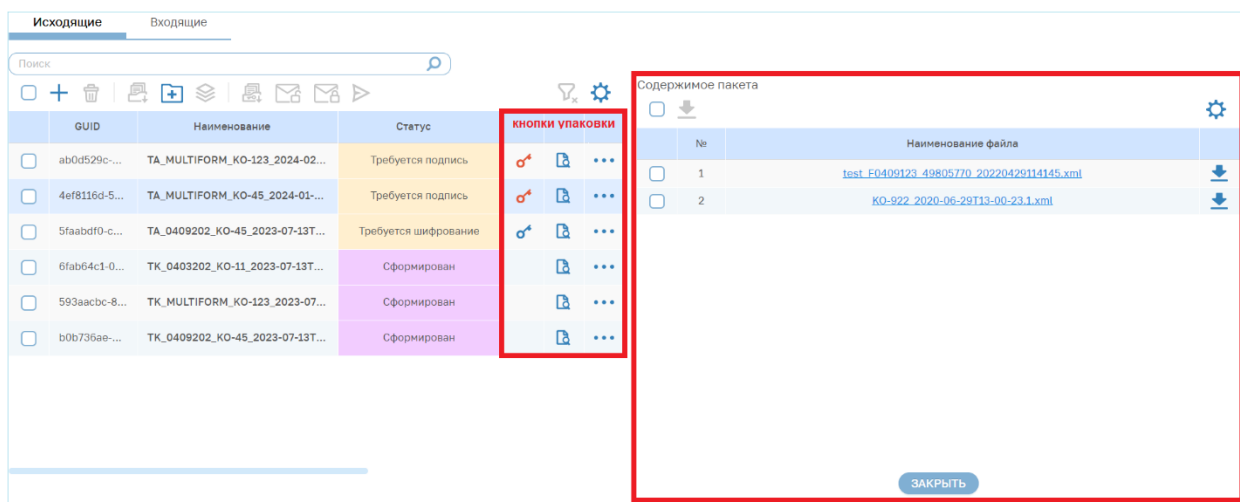 Исходящие Входящие
Поиск
Содержимое пакета
кнопки упаковки
GUID Наименование Статус
№ Наименование файла
ab0d529c-... TA_MULTIFORM_KO-123_2024-02... Требуется подпись
1 test_F0409123_49805770_20220429114145.xml
4ef8116d-5... TA_MULTIFORM_KO-45_2024-01-... Требуется подпись
2 KO-922_2020-06-29T13-00-23.1.xml
5faabdf0-c... TA_0409202_KO-45_2023-07-13T... Требуется шифрование
6fab64c1-0... TK_0403202_KO-11_2023-07-13T... Сформирован
593aacbc-8... TK_MULTIFORM_KO-123_2023-07... Сформирован
b0b736ae-... TK_0409202_KO-45_2023-07-13T... Сформирован
ЗАКРЫТЬ